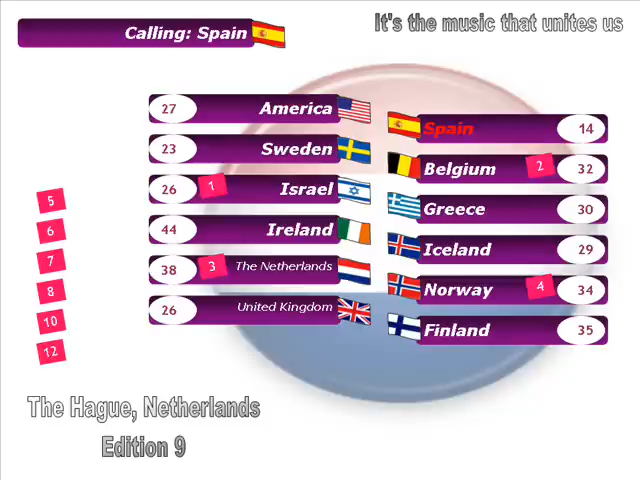 Calling: Spain
It's the music that unites us
27 America
23 Sweden
26 1 Israel
44 Ireland
38 3 The Netherlands
26 United Kingdom
Spain 14
Belgium 2 32
Greece 30
Iceland 29
Norway 4 34
Finland 35
5
6
7
8
10
12
The Hague, Netherlands
Edition 9